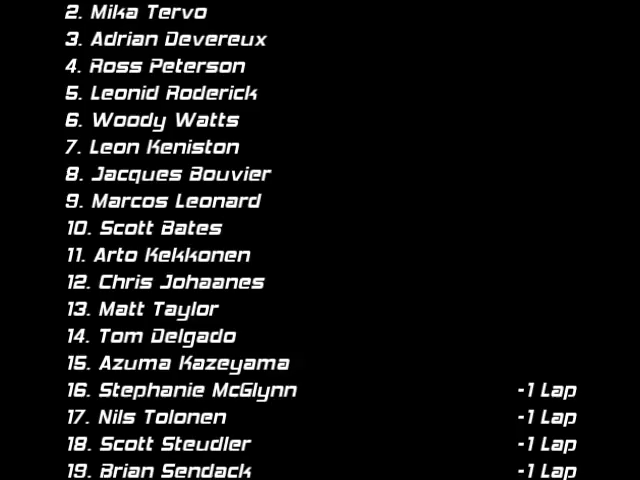 2. Mika Tervo
3. Adrian Devereux
4. Ross Peterson
5. Leonid Roderick
6. Woody Watts
7. Leon Keniston
8. Jacques Bouvier
9. Marcos Leonard
10. Scott Bates
11. Arto Kekkonen
12. Chris Johaanes
13. Matt Taylor
14. Tom Delgado
15. Azuma Kazeyama
16. Stephanie McGlynn -1 Lap
17. Nils Tolonen -1 Lap
18. Scott Steudler -1 Lap
19. Brian Sendack -1 Lap